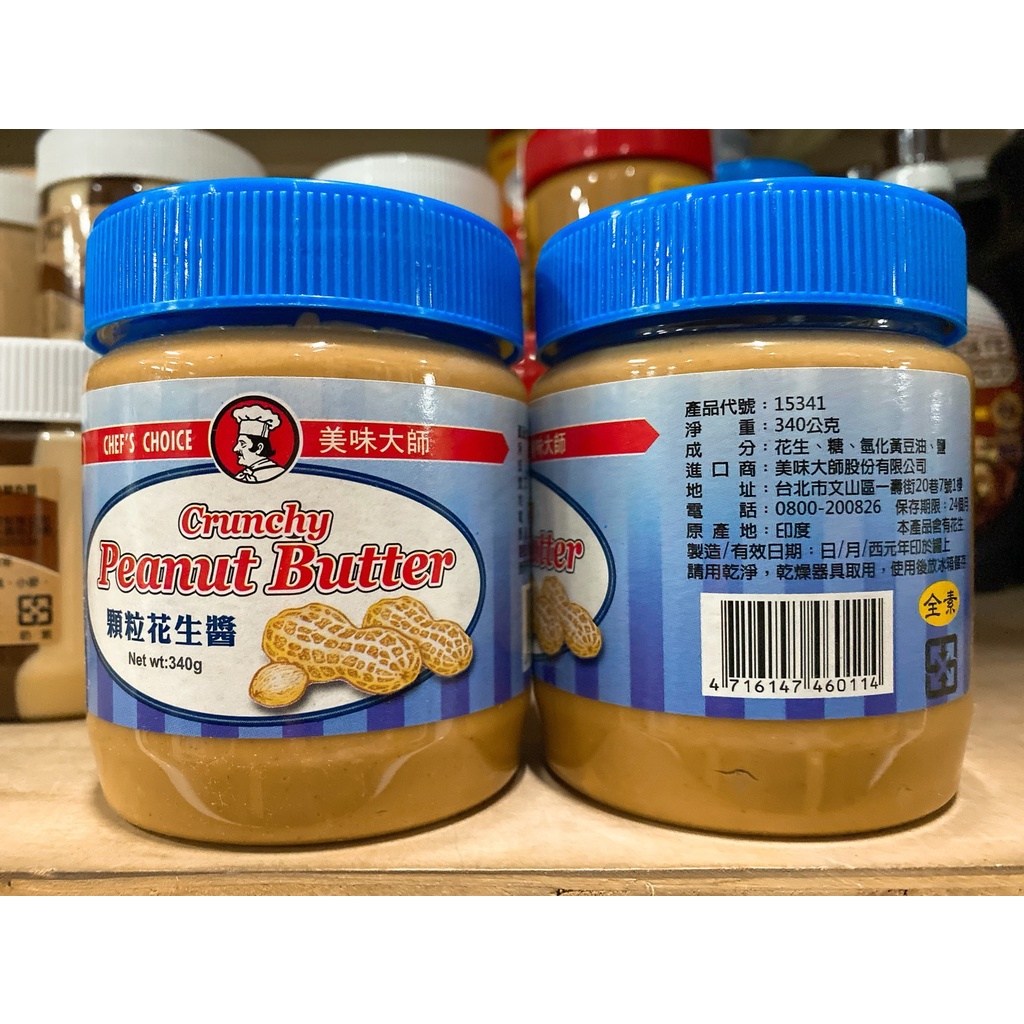 CHEF'S CHOICE
美味大師
Crunchy
Peanut Butter
顆粒花生醬
Net wt:340g
味大師
tter
產品代號：15341
淨 重：340公克
成 分：花生、糖、氫化黃豆油、鹽
進口商：美味大師股份有限公司
地 址：台北市文山區一壽街20巷7號1樓
電 話：0800-200826 保存期限：24個月
原產地：印度 本產品含有花生
製造/有效日期：日/月/西元年印於罐上
請用乾淨，乾燥器具取用，使用後放冰箱
全素
4 716147 460114